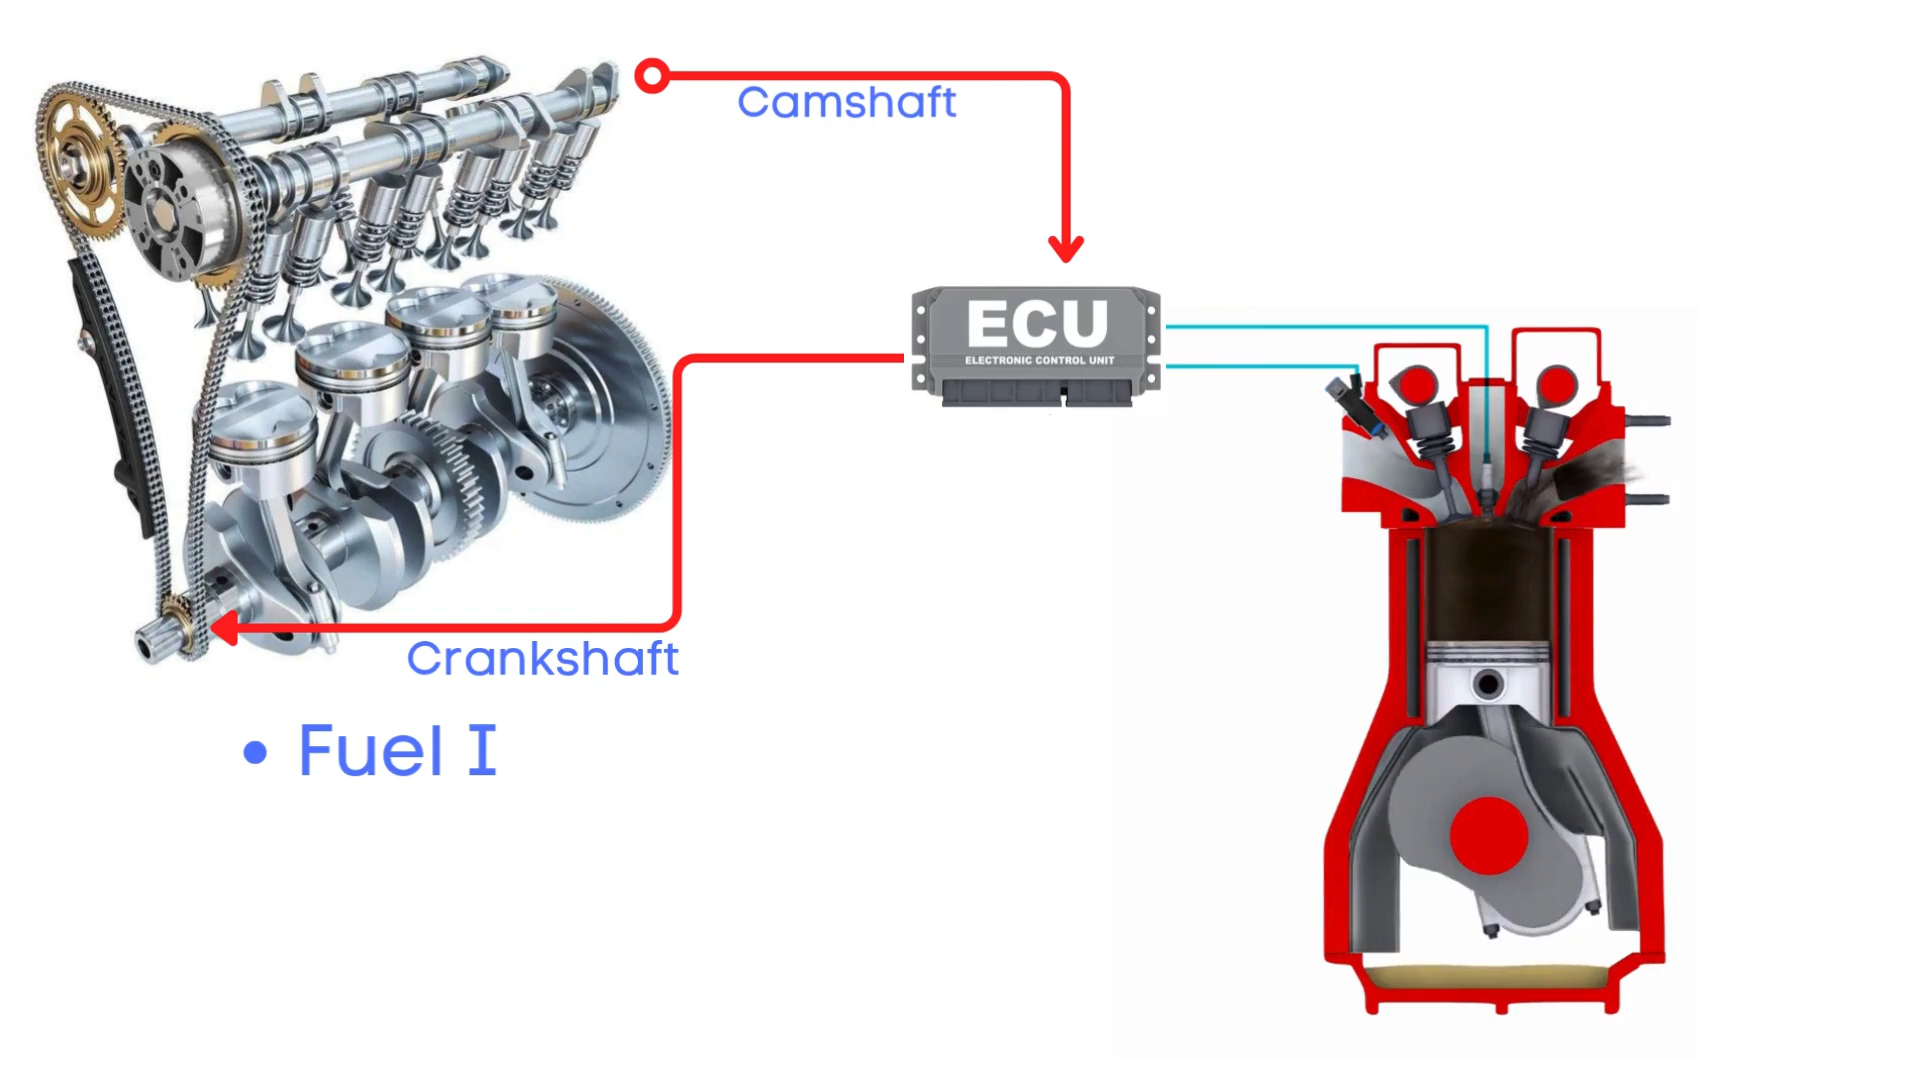 Camshaft
ECU
ELECTRONIC CONTROL UNIT
Crankshaft
• Fuel I